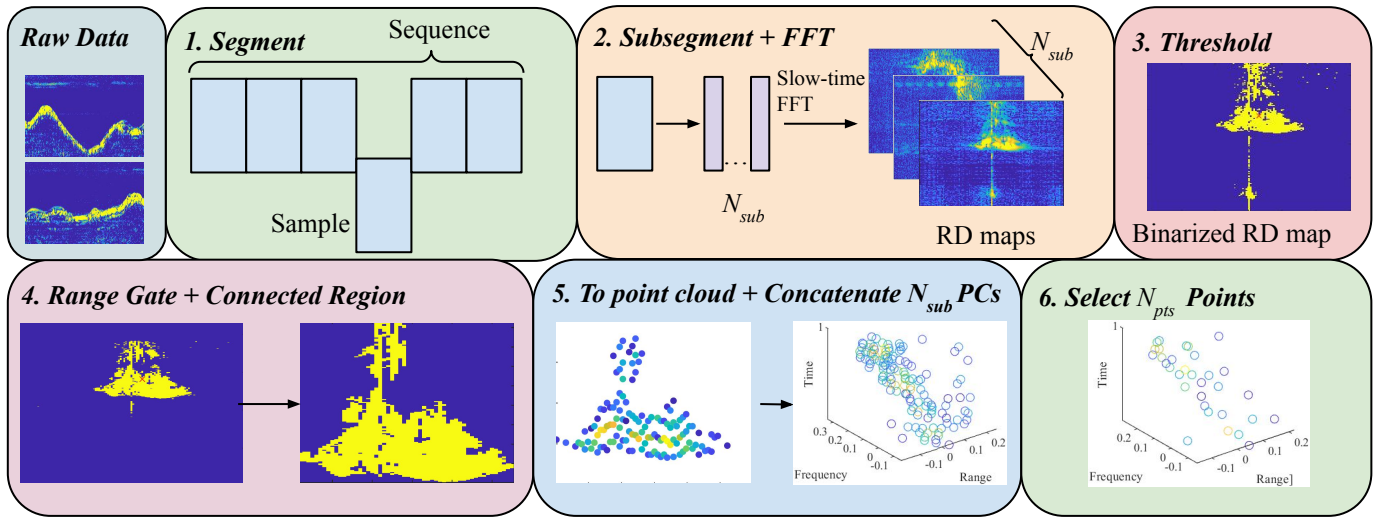 Raw Data
1. Segment
Sequence
Sample
2. Subsegment + FFT
N_sub
Slow-time
FFT
...
N_sub
RD maps
3. Threshold
Binarized RD map
4. Range Gate + Connected Region
5. To point cloud + Concatenate N_sub PCs
1
Time
0.3
0.2
0.1
0
-0.1
Frequency
-0.1
0
0.2
Range
6. Select N_pts Points
1
Time
0.3
0.2
0.1
0
-0.1
Frequency
-0.1
0
0.2
Range]